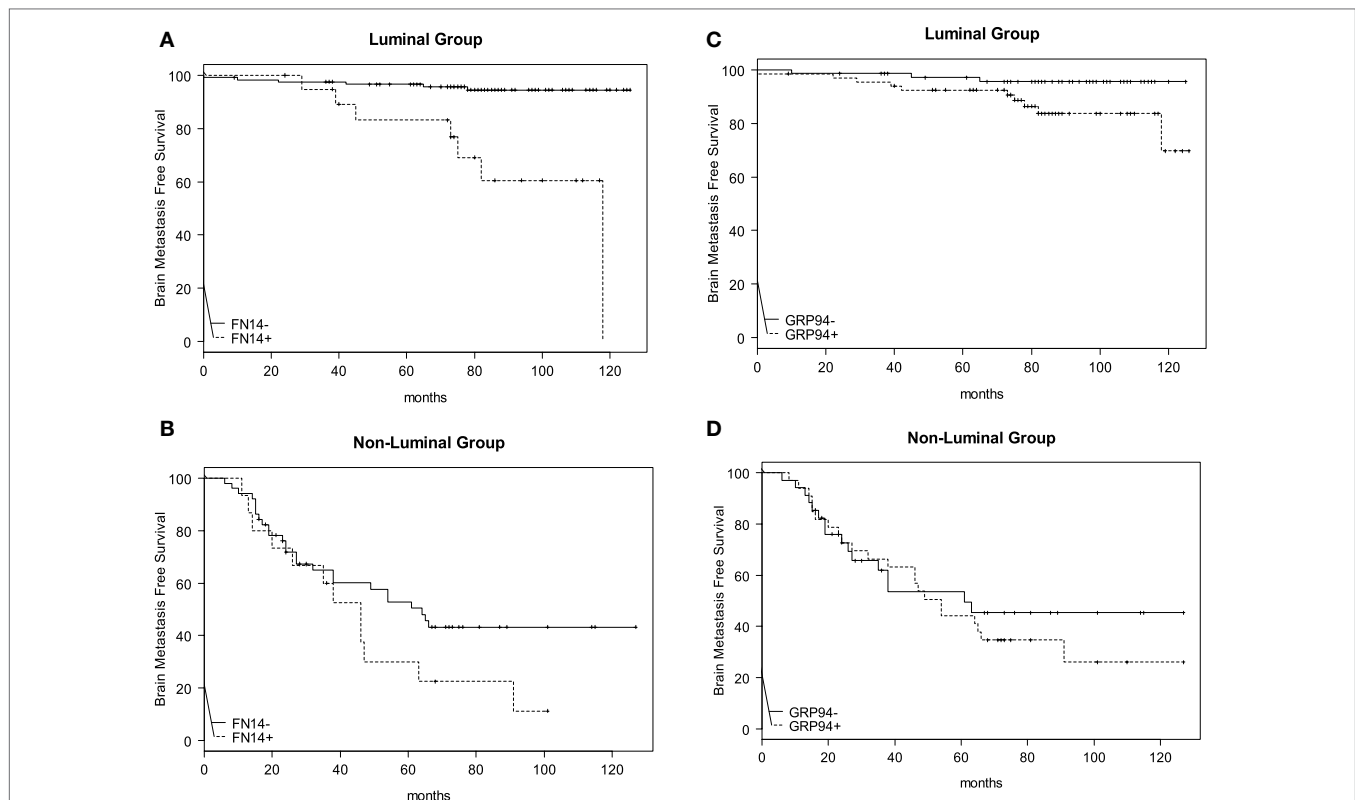 A
Luminal Group
Brain Metastasis Free Survival
100
80
60
40
20
0
FN14-
FN14+
0 20 40 60 80 100 120
months
C
Luminal Group
Brain Metastasis Free Survival
100
80
60
40
20
0
GRP94-
GRP94+
0 20 40 60 80 100 120
months
B
Non-Luminal Group
Brain Metastasis Free Survival
100
80
60
40
20
0
FN14-
FN14+
0 20 40 60 80 100 120
months
D
Non-Luminal Group
Brain Metastasis Free Survival
100
80
60
40
20
0
GRP94-
GRP94+
0 20 40 60 80 100 120
months